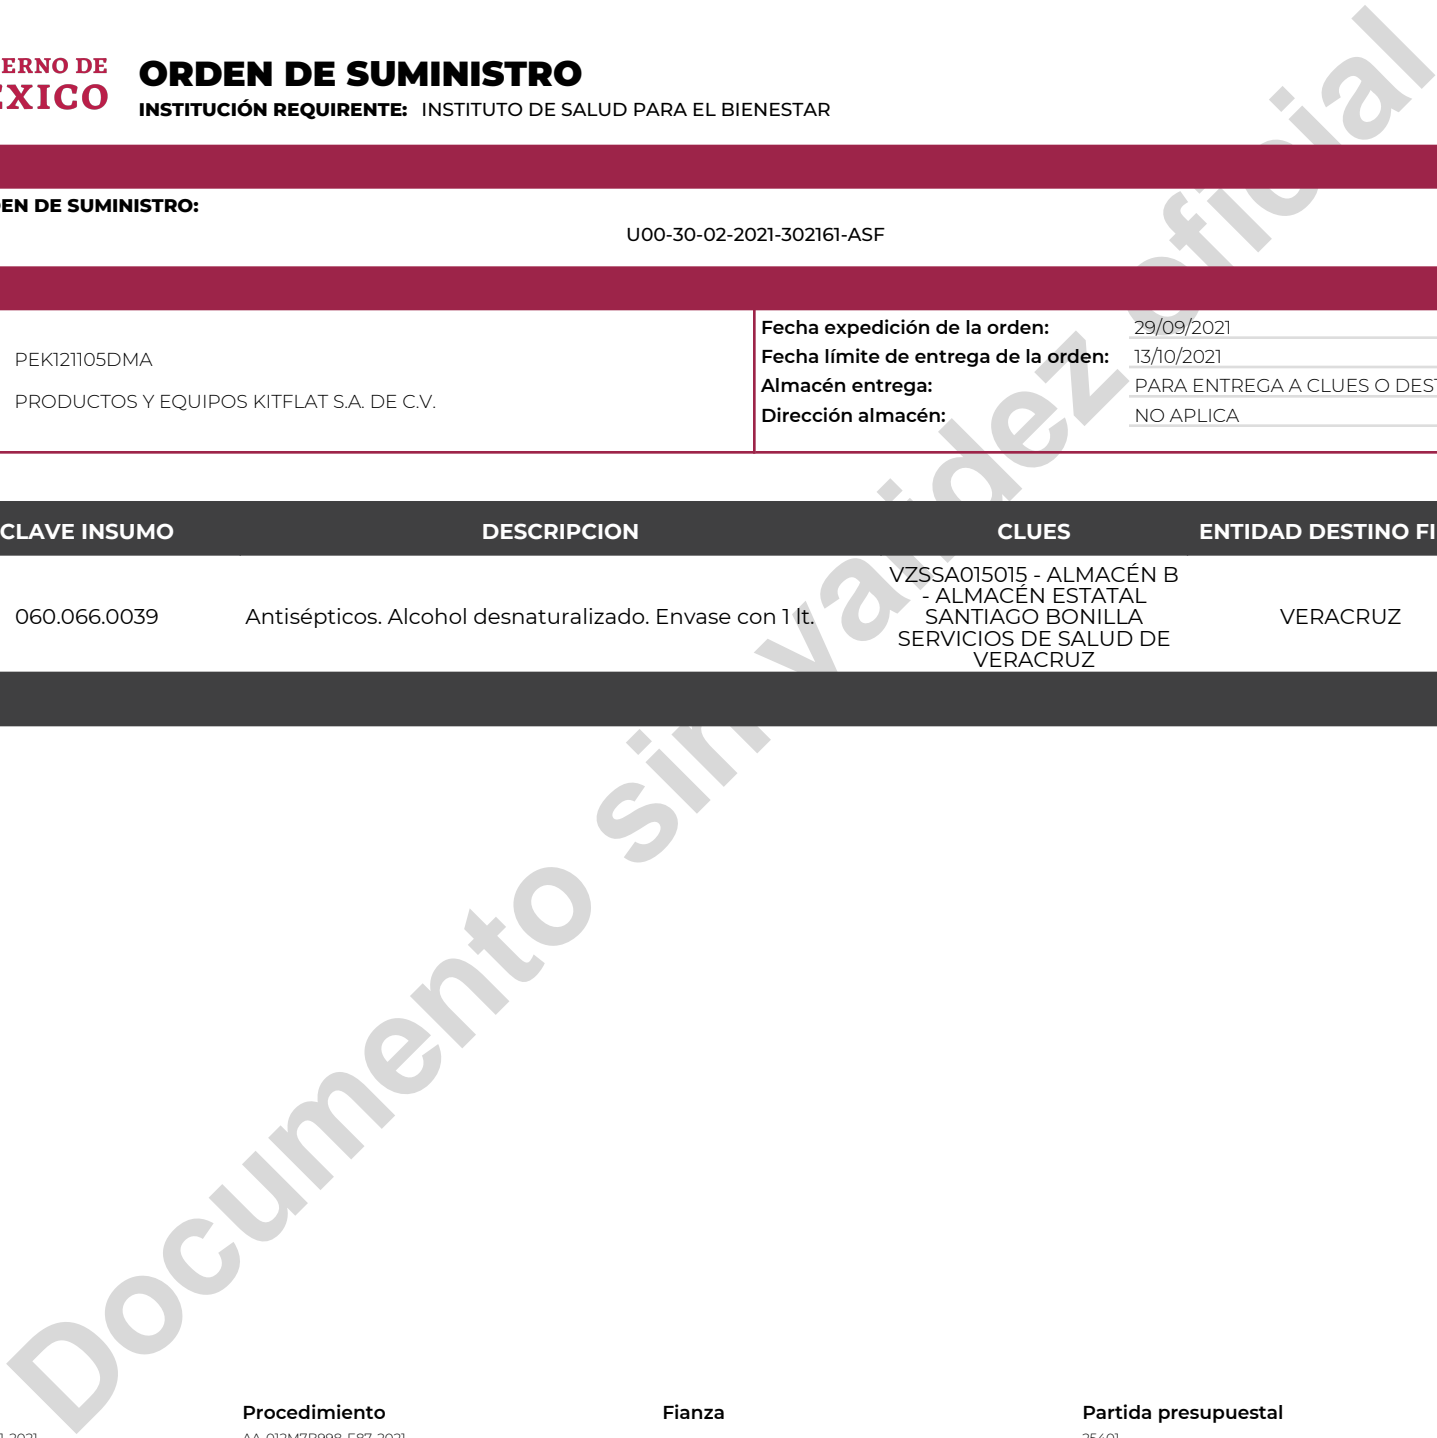 ERNO DE
EXICO
ORDEN DE SUMINISTRO
INSTITUCIÓN REQUIRENTE: INSTITUTO DE SALUD PARA EL BIENESTAR
EN DE SUMINISTRO:
U00-30-02-2021-302161-ASF
PEK121105DMA
PRODUCTOS Y EQUIPOS KITFLAT S.A. DE C.V.
Fecha expedición de la orden: 29/09/2021
Fecha límite de entrega de la orden: 13/10/2021
Almacén entrega: PARA ENTREGA A CLUES O DEST
Dirección almacén: NO APLICA
CLAVE INSUMO DESCRIPCION CLUES ENTIDAD DESTINO FI
060.066.0039 Antisépticos. Alcohol desnaturalizado. Envase con 1 lt.
VZSSA015015 - ALMACÉN B
- ALMACÉN ESTATAL
SANTIAGO BONILLA
SERVICIOS DE SALUD DE
VERACRUZ
VERACRUZ
Documento sin validez oficial
Procedimiento Fianza Partida presupuestal